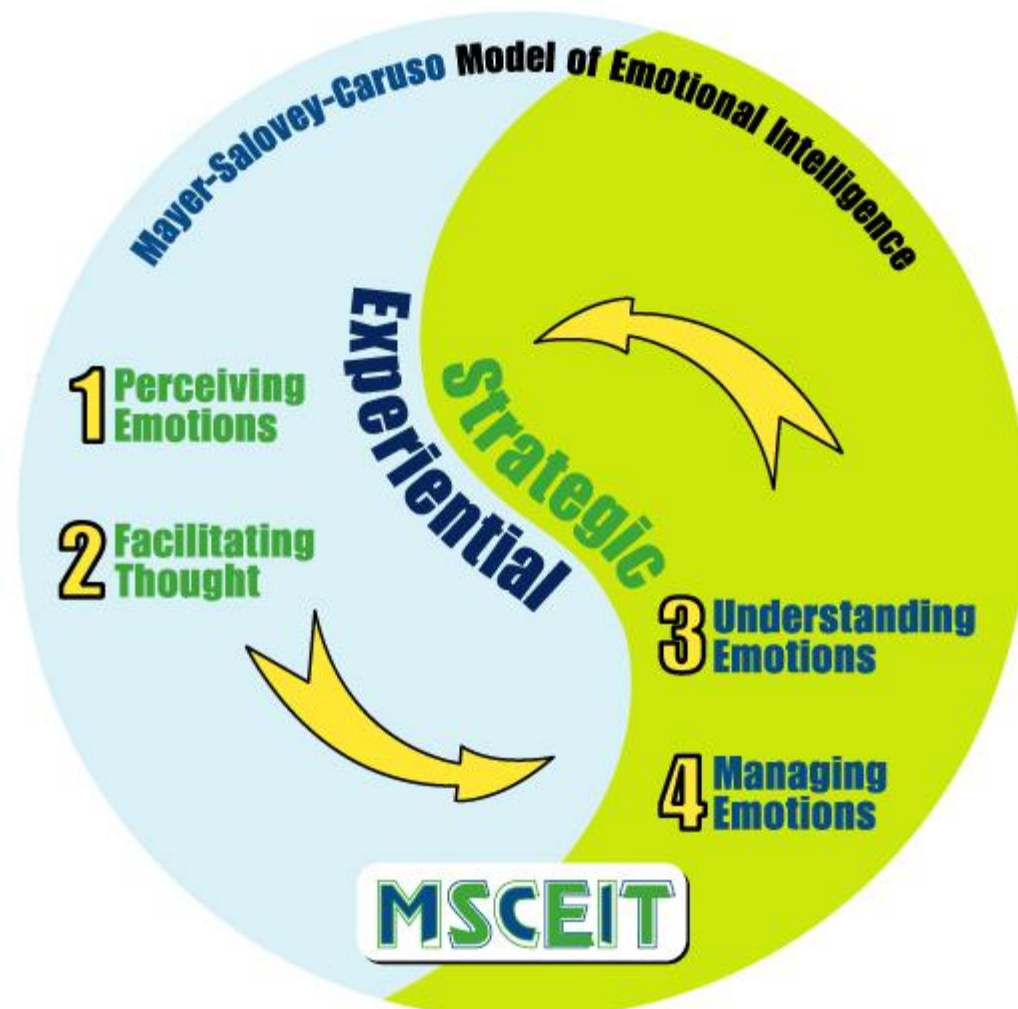 Mayer-Salovey-Caruso Model of Emotional Intelligence
Experiential
Strategic
1 Perceiving
Emotions
2 Facilitating
Thought
3 Understanding
Emotions
4 Managing
Emotions
MSCEIT